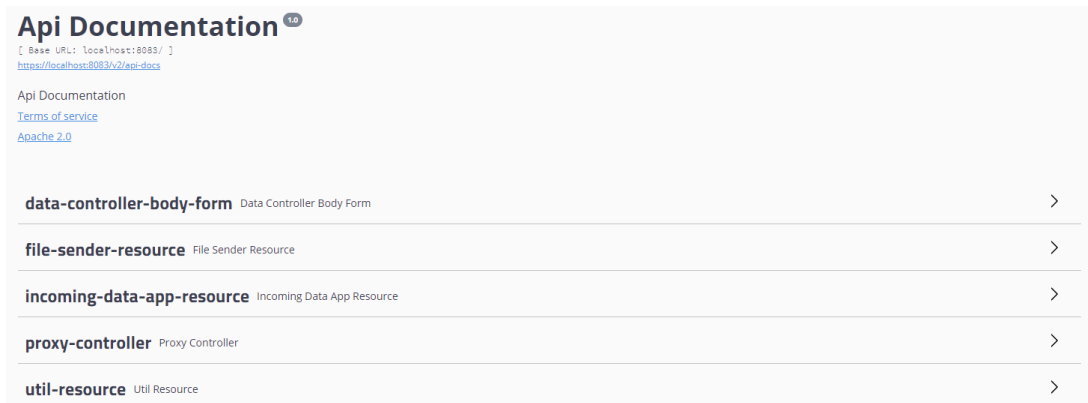 Api Documentation 1.0
[ Base URL: localhost:8083/ ]
https://localhost:8083/v2/api-docs
Api Documentation
Terms of service
Apache 2.0
data-controller-body-form Data Controller Body Form
file-sender-resource File Sender Resource
incoming-data-app-resource Incoming Data App Resource
proxy-controller Proxy Controller
util-resource Util Resource